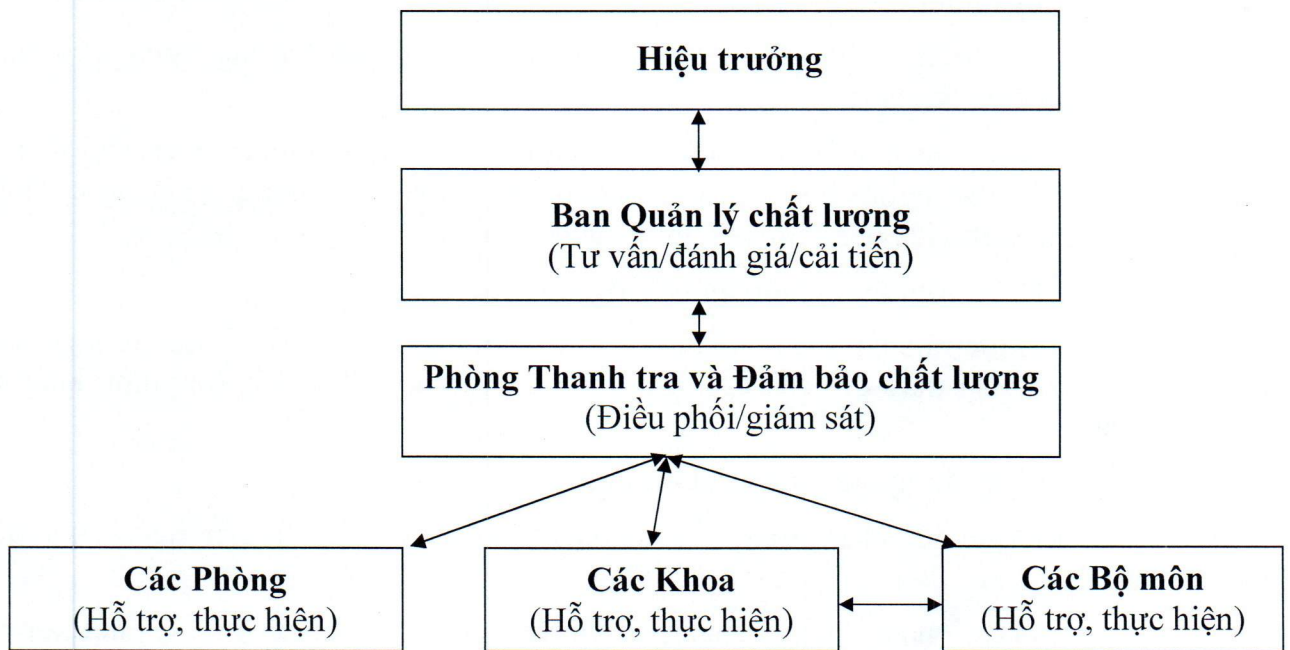 Hiệu trưởng
Ban Quản lý chất lượng
(Tư vấn/đánh giá/cải tiến)
Phòng Thanh tra và Đảm bảo chất lượng
(Điều phối/giám sát)
Các Phòng
(Hỗ trợ, thực hiện)
Các Khoa
(Hỗ trợ, thực hiện)
Các Bộ môn
(Hỗ trợ, thực hiện)